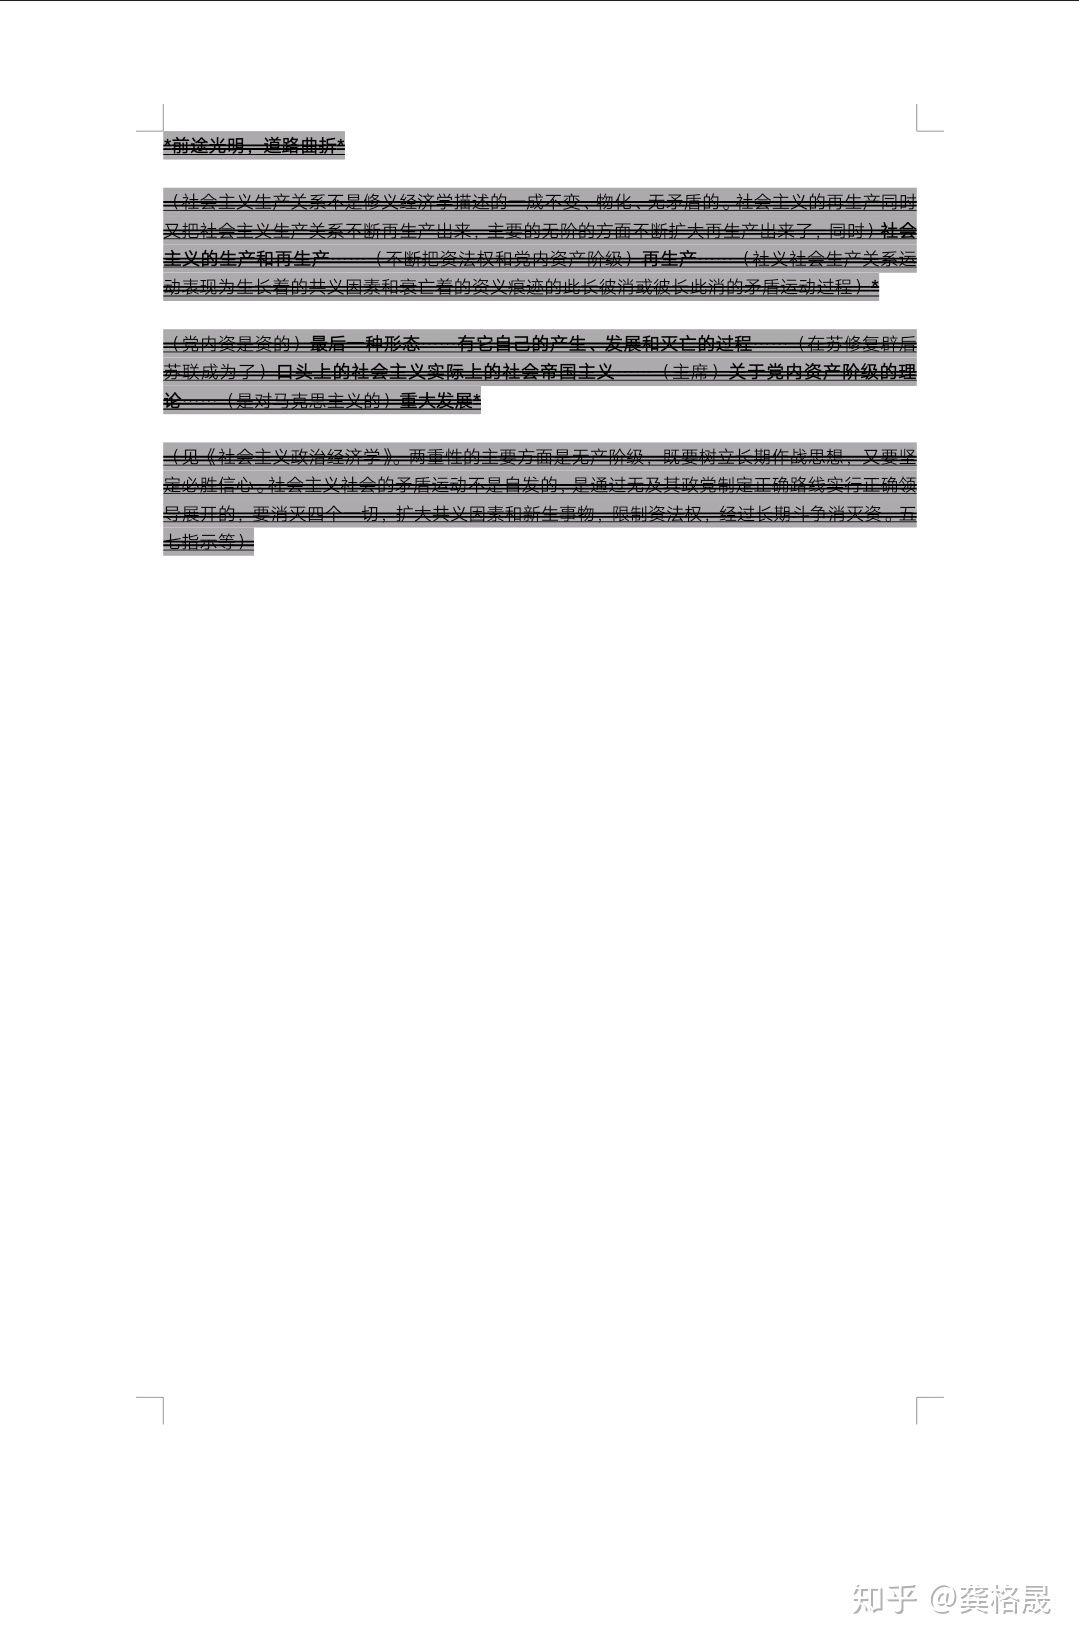 *前途光明，道路曲折*
（社会主义生产关系不是修义经济学描述的一成不变、物化、无矛盾的。社会主义的再生产同时
又把社会主义生产关系不断再生产出来，主要的无阶的方面不断扩大再生产出来了，同时）社会
主义的生产和再生产……（不断把资法权和党内资产阶级）再生产……（社义社会生产关系运
动表现为生长着的共义因素和衰亡着的资义痕迹的此长彼消或彼长此消的矛盾运动过程）*
（党内资是资的）最后一种形态……有它自己的产生、发展和灭亡的过程……（在苏修复辟后
苏联成为了）口头上的社会主义实际上的社会帝国主义……（主席）关于党内资产阶级的理
论……（是对马克思主义的）重大发展*
（见《社会主义政治经济学》。两重性的主要方面是无产阶级，既要树立长期作战思想，又要坚
定必胜信心。社会主义社会的矛盾运动不是自发的，是通过无及其政党制定正确路线实行正确领
导展开的，要消灭四个一切，扩大共义因素和新生事物，限制资法权，经过长期斗争消灭资。五
七指示等）
知乎 @龚格晟